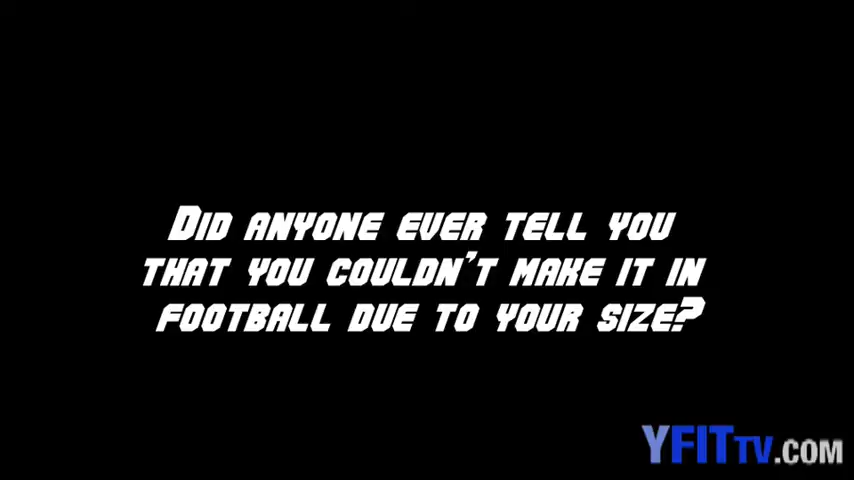 Did anyone ever tell you
that you couldn't make it in
football due to your size?
YFITTV.COM